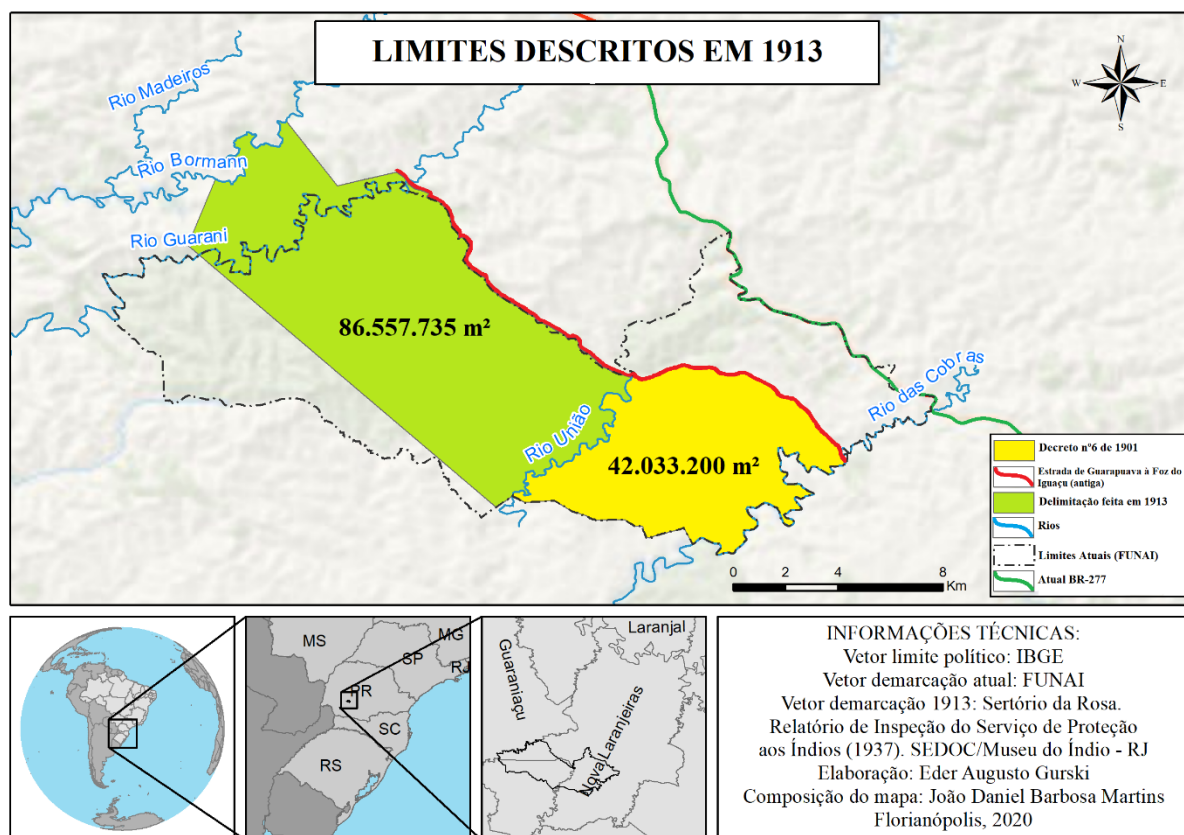 LIMITES DESCRITOS EM 1913
N
W
E
S
Rio Madeiros
Rio Bormann
Rio Guarani
86.557.735 m²
Rio União
42.033.200 m²
Rio das Cobras
Decreto nº6 de 1901
Estrada de Guarapuava à Foz do
Iguaçu (antiga)
Delimitação feita em 1913
Rios
Limites Atuais (FUNAI)
Atual BR-277
0 2 4 8
Km
MS
MG
SP
RJ
PR
SC
RS
Laranjal
Guaraniaçu
Nova Laranjeiras
INFORMAÇÕES TÉCNICAS:
Vetor limite político: IBGE
Vetor demarcação atual: FUNAI
Vetor demarcação 1913: Sertório da Rosa.
Relatório de Inspeção do Serviço de Proteção
aos Índios (1937). SEDOC/Museu do Índio - RJ
Elaboração: Eder Augusto Gurski
Composição do mapa: João Daniel Barbosa Martins
Florianópolis, 2020